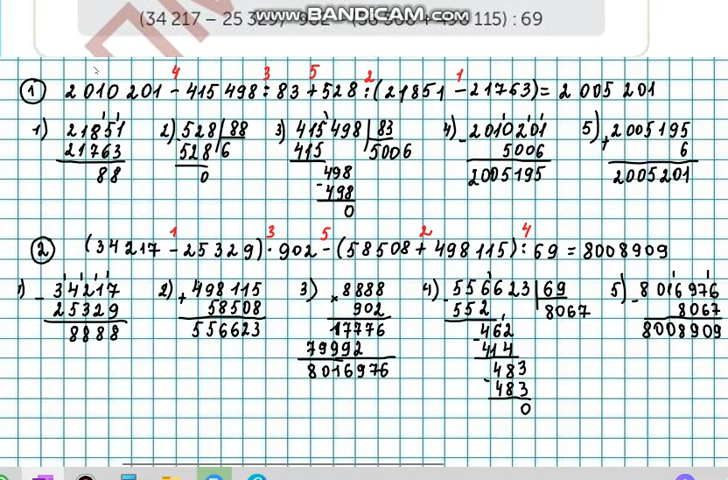 (34 217 − 25 329) · 902 − (58 508 + 498 115) : 69
WWW.BANDICAM.COM
4 3 5 2 1
① 2 010 201 - 415 498 : 83 + 528 : (21851 - 21763) = 2 005 201
1) 21851 2) 528 88 3) 415498 83 4) 2010201 5) 2005195
21763 528 6 415 5006 5006 6
88 0 498 2005195 2005201
498
0
1 3 5 2 4
② (34217 - 25329) · 902 - (58508 + 498115) : 69 = 8008909
1) 34217 2) 498115 3) 8888 4) 556623 69 5) 8016976
25329 58508 902 552 8067 8067
8888 556623 17776 462 8008909
79992 414
8016976 483
483
0